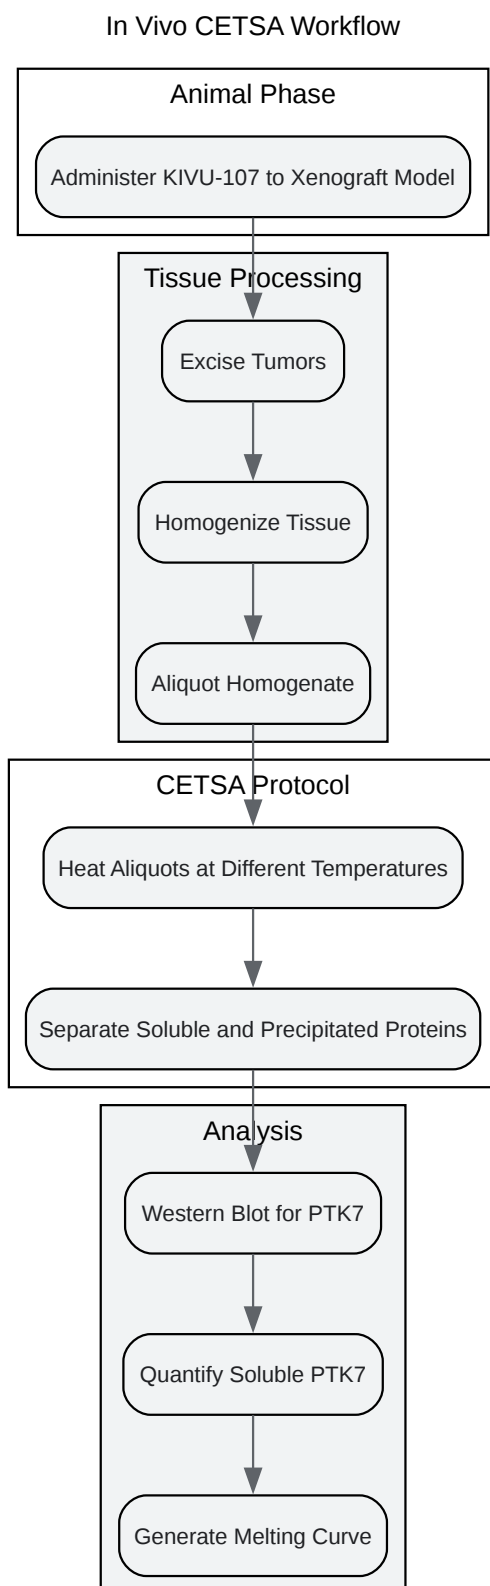 In Vivo CETSA Workflow
Animal Phase
Administer KIVU-107 to Xenograft Model
Tissue Processing
Excise Tumors
Homogenize Tissue
Aliquot Homogenate
CETSA Protocol
Heat Aliquots at Different Temperatures
Separate Soluble and Precipitated Proteins
Analysis
Western Blot for PTK7
Quantify Soluble PTK7
Generate Melting Curve